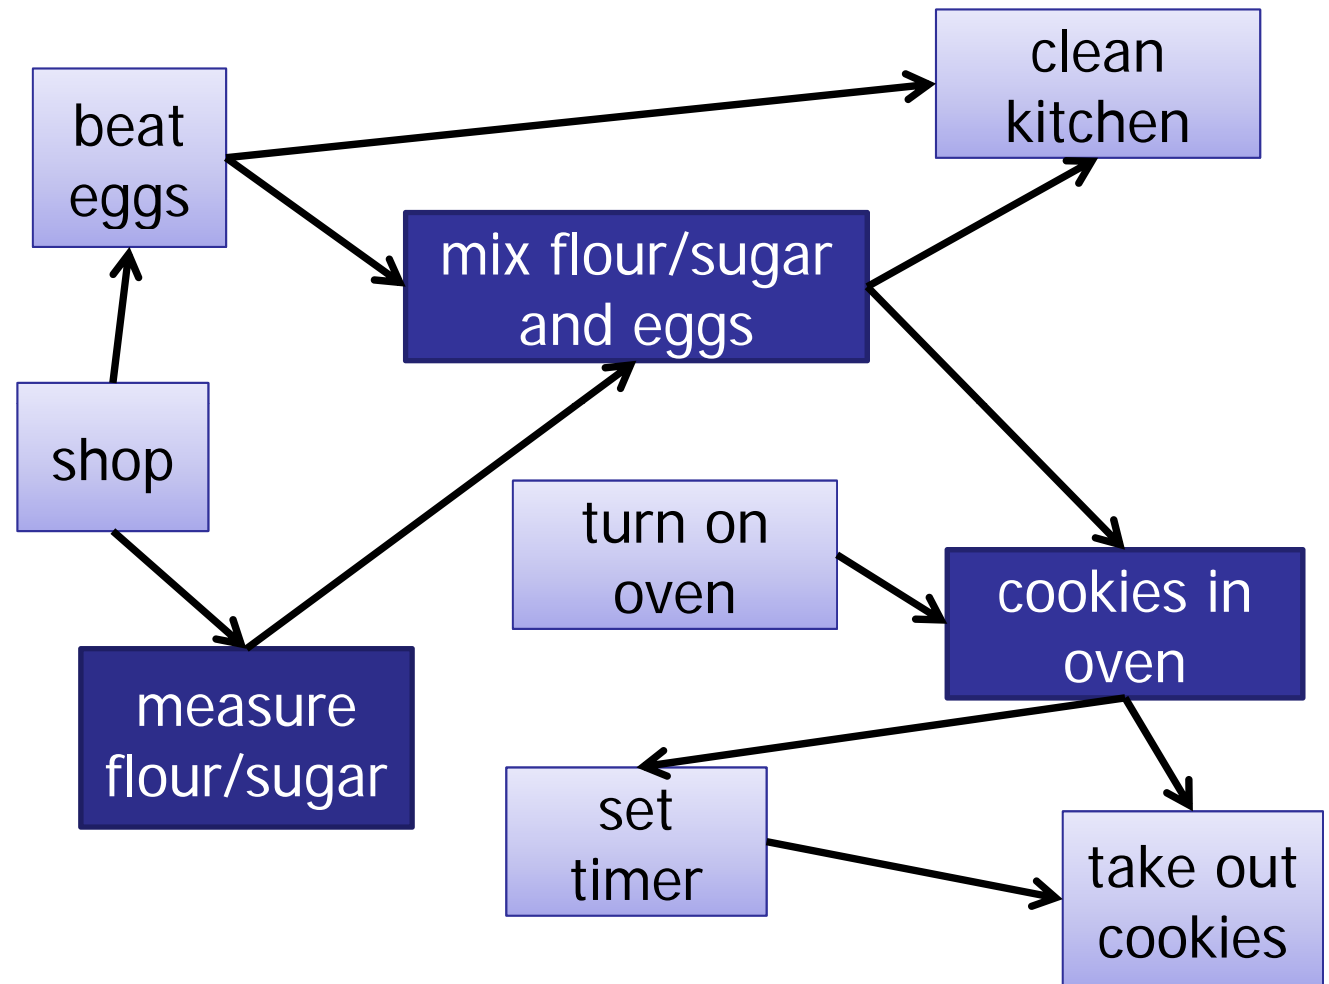 clean
kitchen
beat
eggs
mix flour/sugar
and eggs
shop
turn on
oven
cookies in
oven
measure
flour/sugar
set
timer
take out
cookies